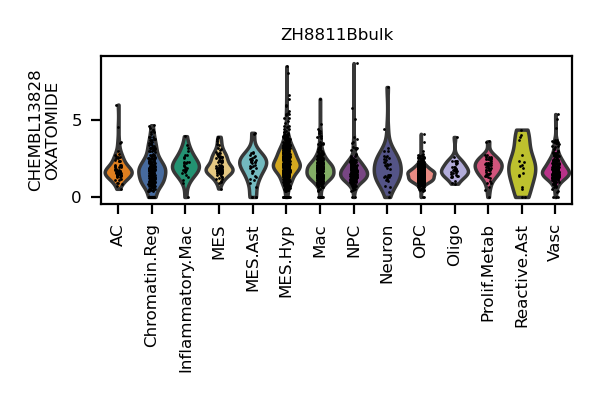 ZH8811Bbulk
CHEMBL13828
OXATOMIDE
5
0
AC
Chromatin.Reg
Inflammatory.Mac
MES
MES.Ast
MES.Hyp
Mac
NPC
Neuron
OPC
Oligo
Prolif.Metab
Reactive.Ast
Vasc